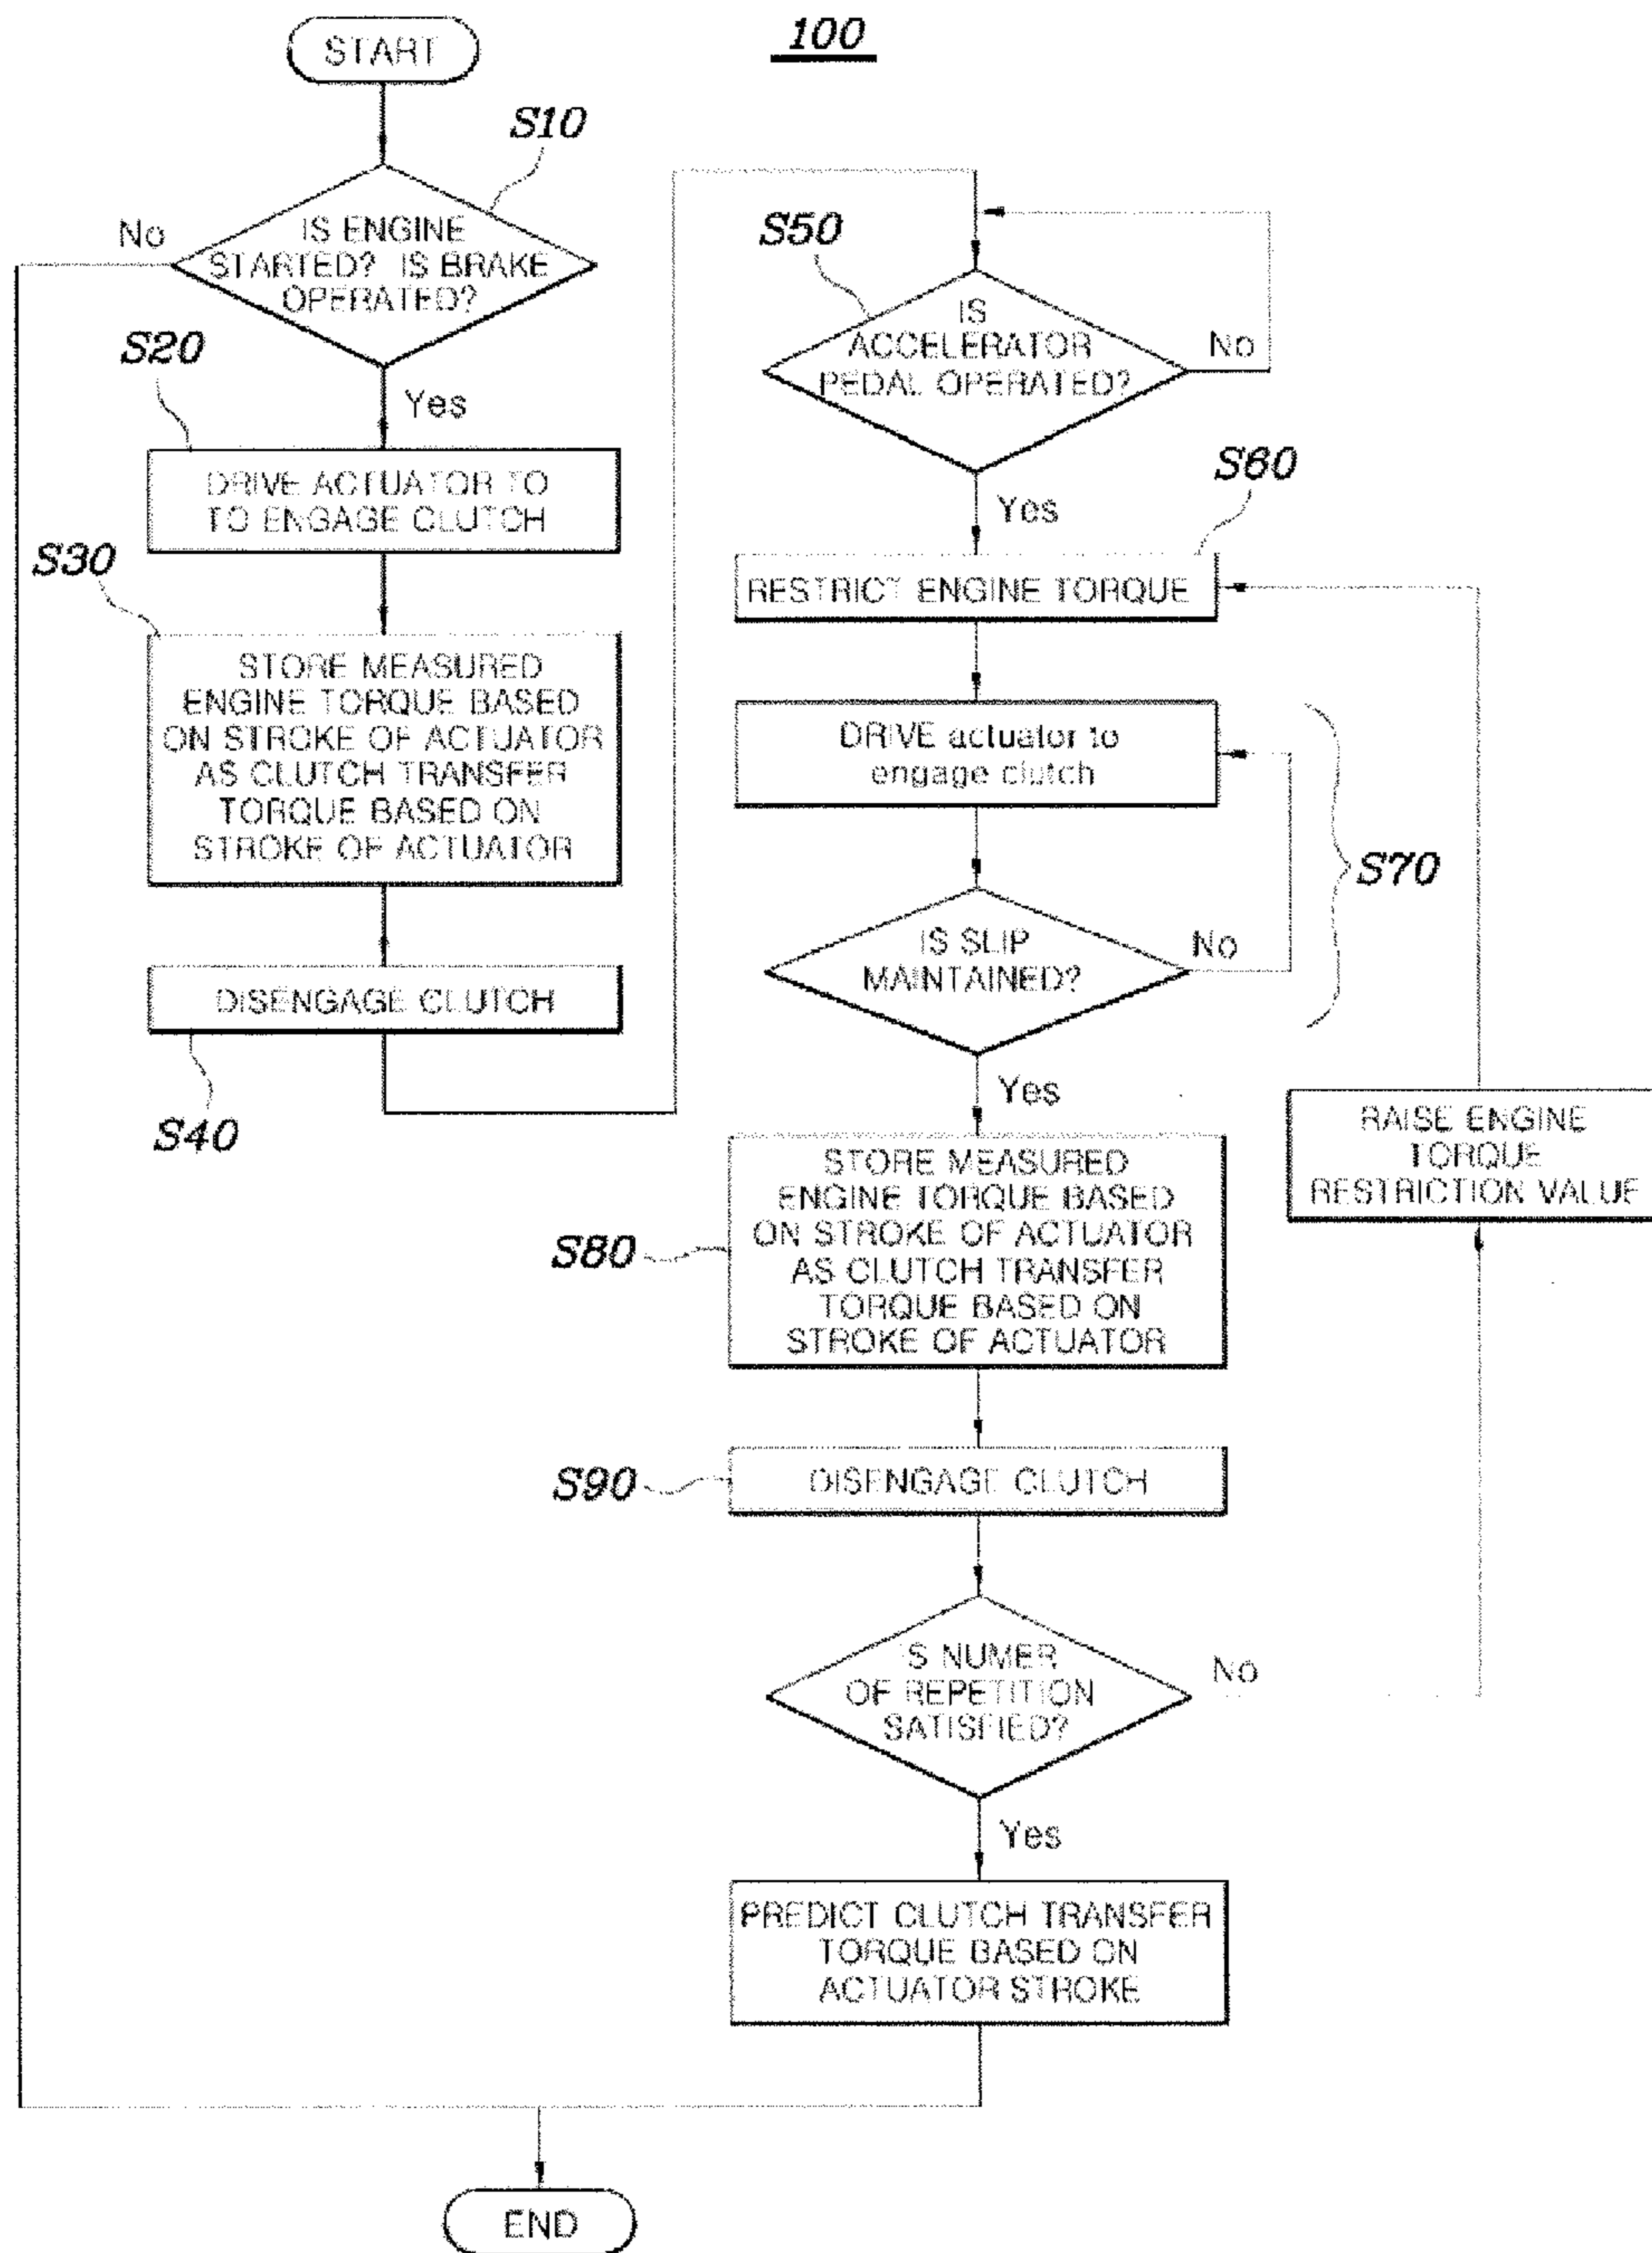 100
START
S10
No
IS ENGINE
STARTED? IS BRAKE
OPERATED?
Yes
S20
DRIVE ACTUATOR TO
TO ENGAGE CLUTCH
S30
STORE MEASURED
ENGINE TORQUE BASED
ON STROKE OF ACTUATOR
AS CLUTCH TRANSFER
TORQUE BASED ON
STROKE OF ACTUATOR
DISENGAGE CLUTCH
S40
S50
IS
ACCELERATOR
PEDAL OPERATED?
No
Yes
S60
RESTRICT ENGINE TORQUE
DRIVE actuator to
engage clutch
S70
IS SLIP
MAINTAINED?
No
Yes
RAISE ENGINE
TORQUE
RESTRICTION VALUE
S80
STORE MEASURED
ENGINE TORQUE BASED
ON STROKE OF ACTUATOR
AS CLUTCH TRANSFER
TORQUE BASED ON
STROKE OF ACTUATOR
S90
DISENGAGE CLUTCH
IS NUMER
OF REPETITION
SATISFIED?
No
Yes
PREDICT CLUTCH TRANSFER
TORQUE BASED ON
ACTUATOR STROKE
END